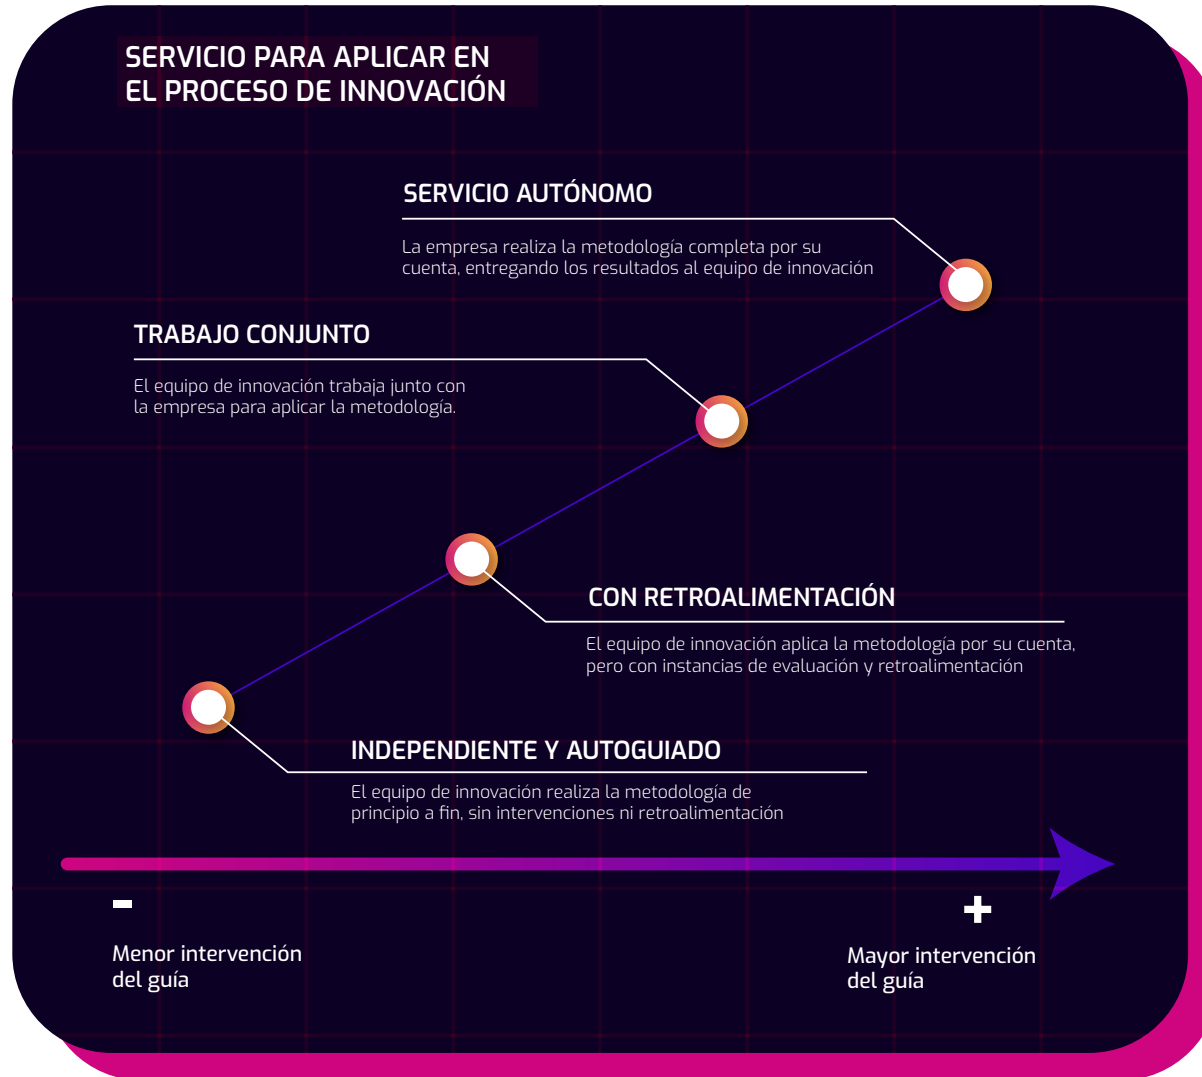 SERVICIO PARA APLICAR EN
EL PROCESO DE INNOVACIÓN
SERVICIO AUTÓNOMO
La empresa realiza la metodología completa por su
cuenta, entregando los resultados al equipo de innovación
TRABAJO CONJUNTO
El equipo de innovación trabaja junto con
la empresa para aplicar la metodología.
CON RETROALIMENTACIÓN
El equipo de innovación aplica la metodología por su cuenta,
pero con instancias de evaluación y retroalimentación
INDEPENDIENTE Y AUTOGUIADO
El equipo de innovación realiza la metodología de
principio a fin, sin intervenciones ni retroalimentación
-
Menor intervención
del guía
+
Mayor intervención
del guía